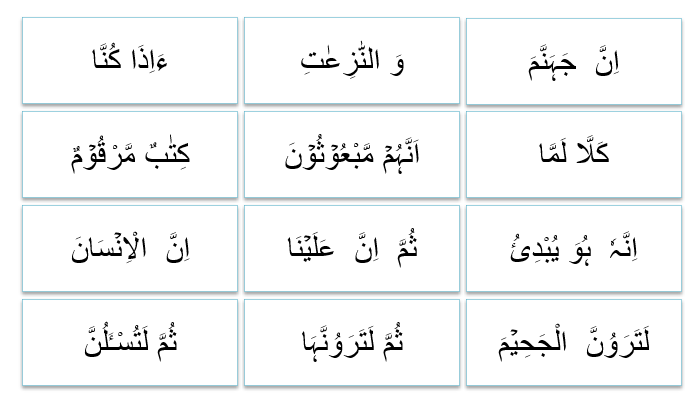 اِنَّ جَہَنَّمَ
وَ النّٰزِعٰتِ
ءَاِذَا كُنَّا
كَلَّا لَمَّا
اَنَّہُمۡ مَّبۡعُوۡثُوۡنَ
كِتٰبٌ مَّرۡقُوۡمٌ
اِنَّہٗ ہُوَ يُبۡدِئُ
ثُمَّ اِنَّ عَلَيۡنَا
اِنَّ الۡاِنۡسَانَ
لَتَرَوُنَّ الۡجَحِيۡمَ
ثُمَّ لَتَرَوُنَّہَا
ثُمَّ لَتُسۡـَٔلُنَّ